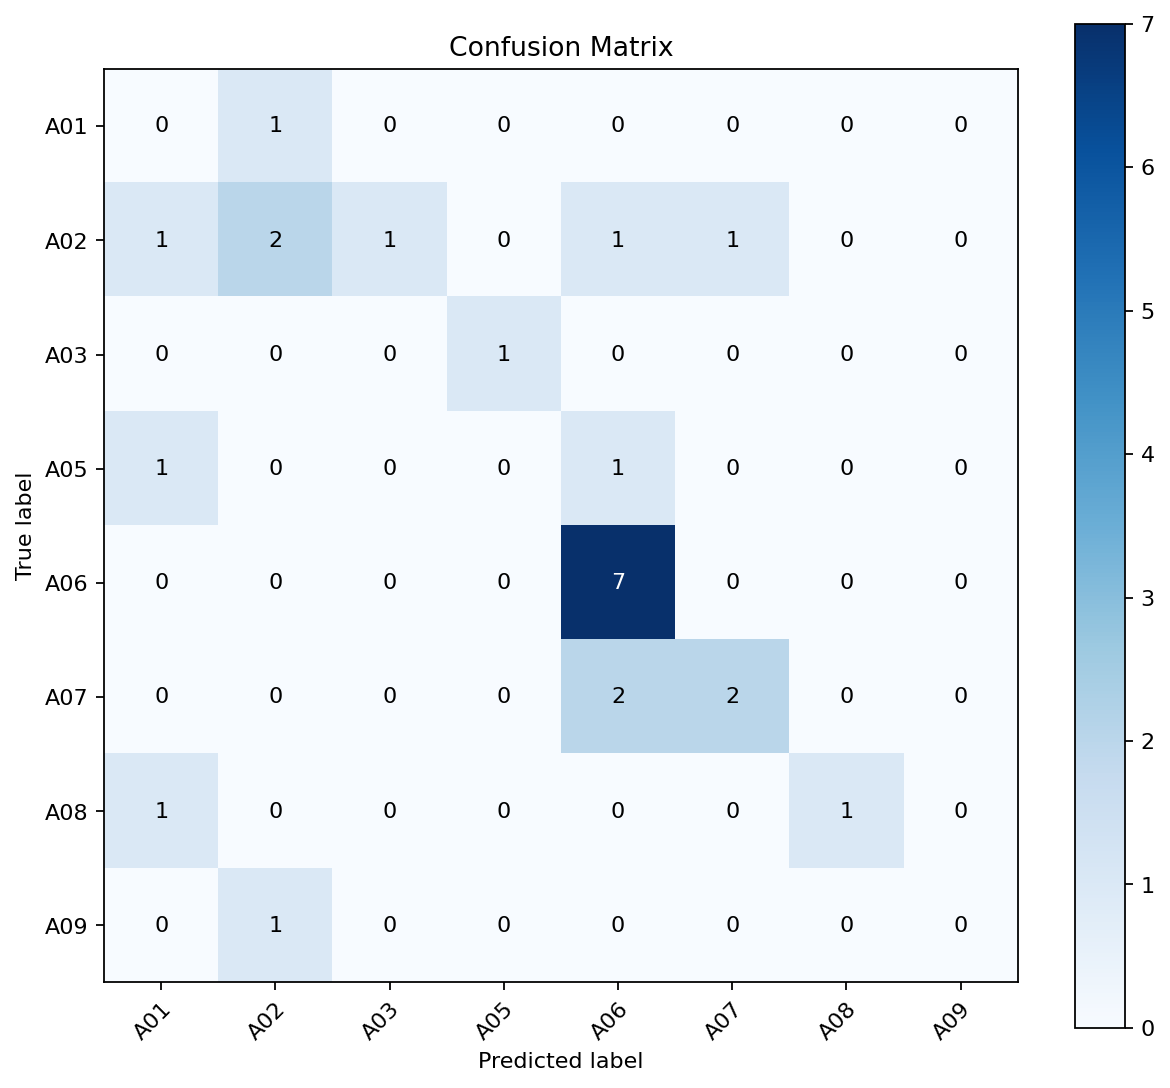 Confusion Matrix
True label
A01 0 1 0 0 0 0 0 0
A02 1 2 1 0 1 1 0 0
A03 0 0 0 1 0 0 0 0
A05 1 0 0 0 1 0 0 0
A06 0 0 0 0 7 0 0 0
A07 0 0 0 0 2 2 0 0
A08 1 0 0 0 0 0 1 0
A09 0 1 0 0 0 0 0 0
A01 A02 A03 A05 A06 A07 A08 A09
Predicted label
7
6
5
4
3
2
1
0